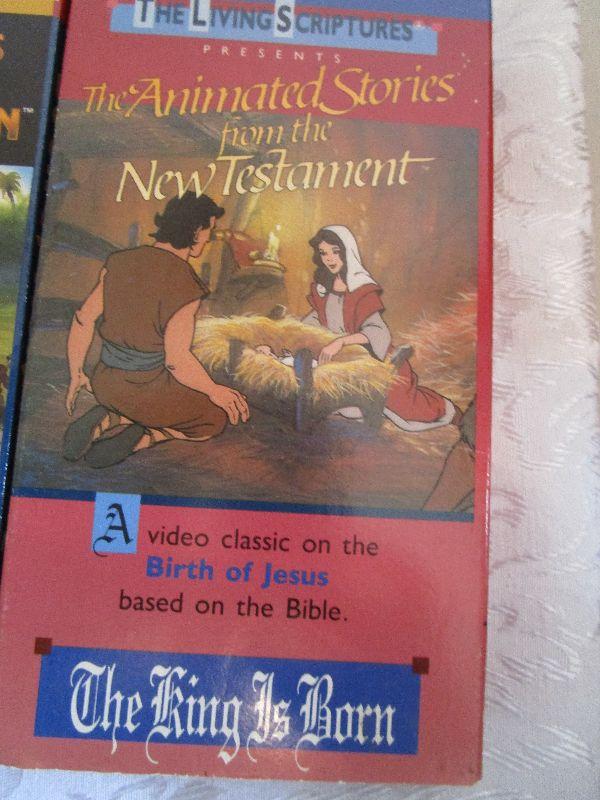 THE LIVING SCRIPTURES
PRESENTS
The Animated Stories
from the
New Testament
A video classic on the
Birth of Jesus
based on the Bible.
The King Is Born
S
N™